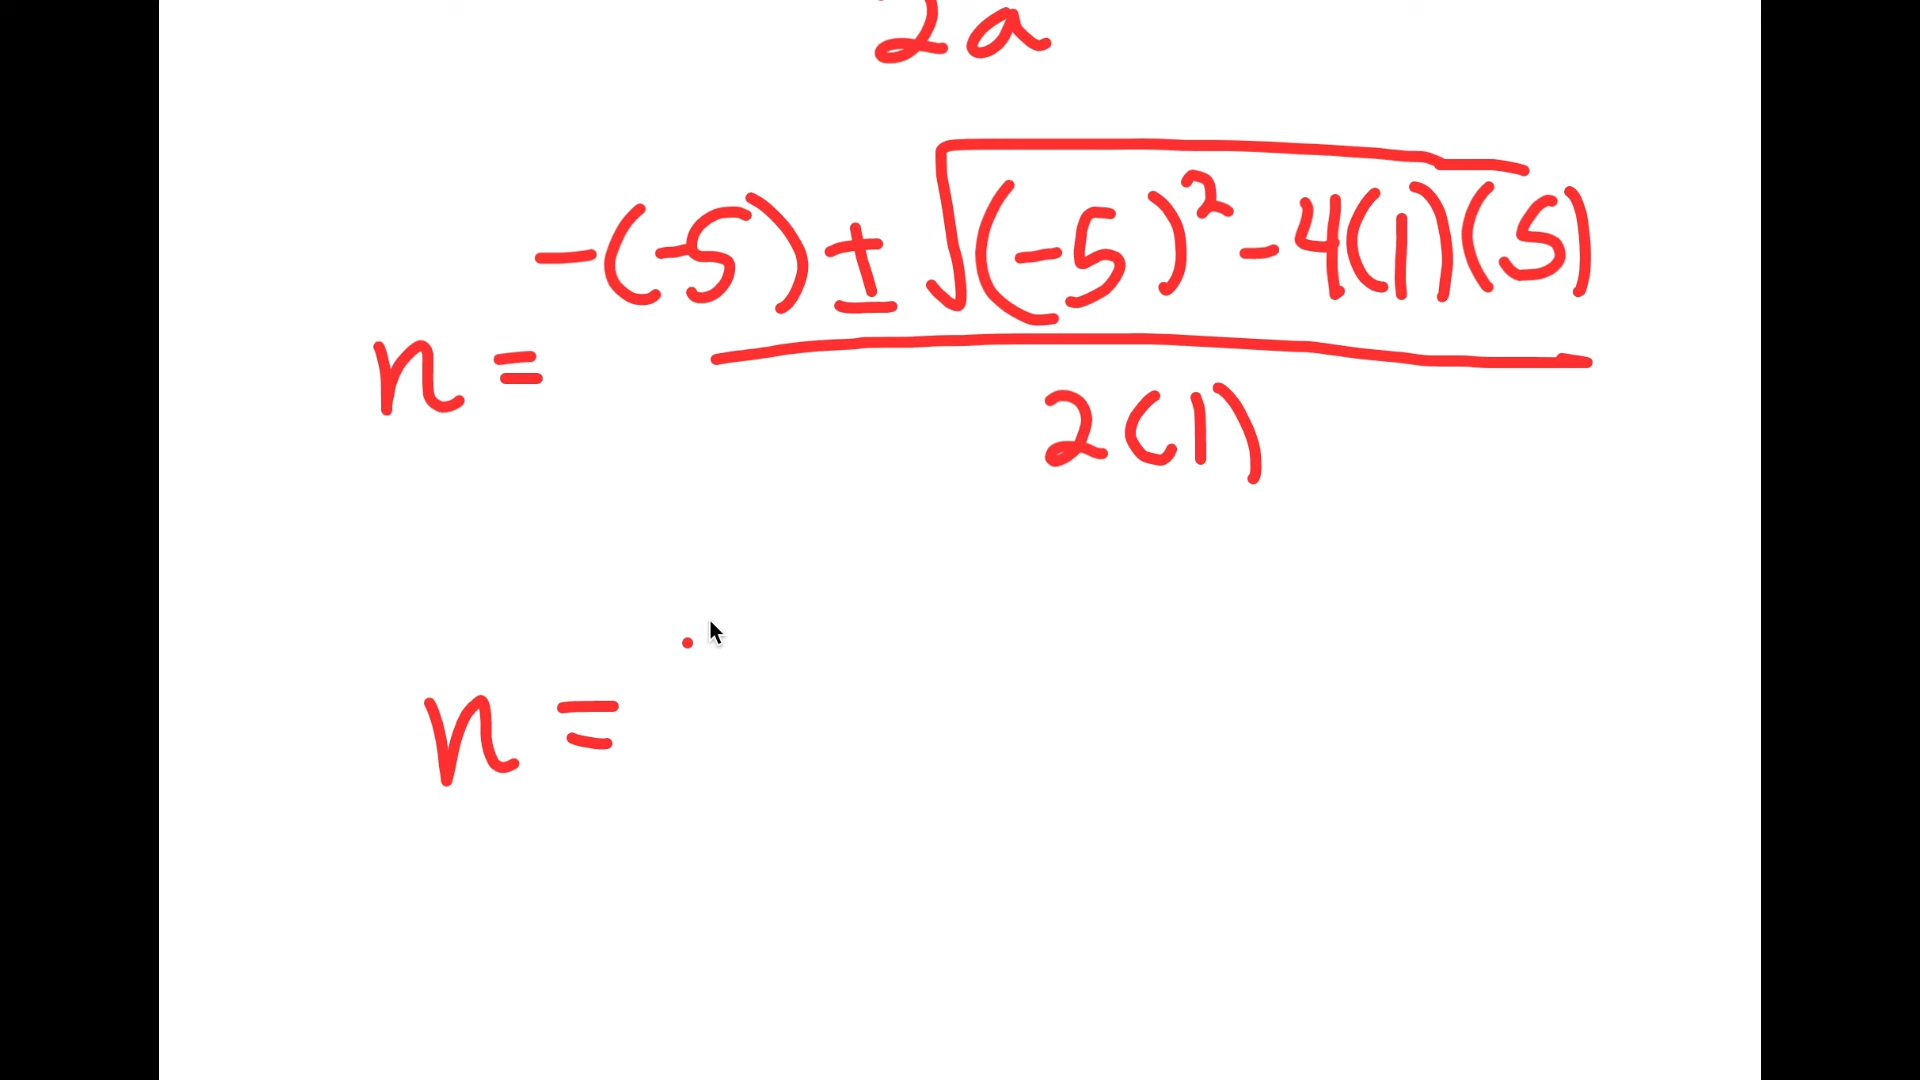 2a
n = -(-5) ± √(-5)² - 4(1)(5)
2(1)
n =